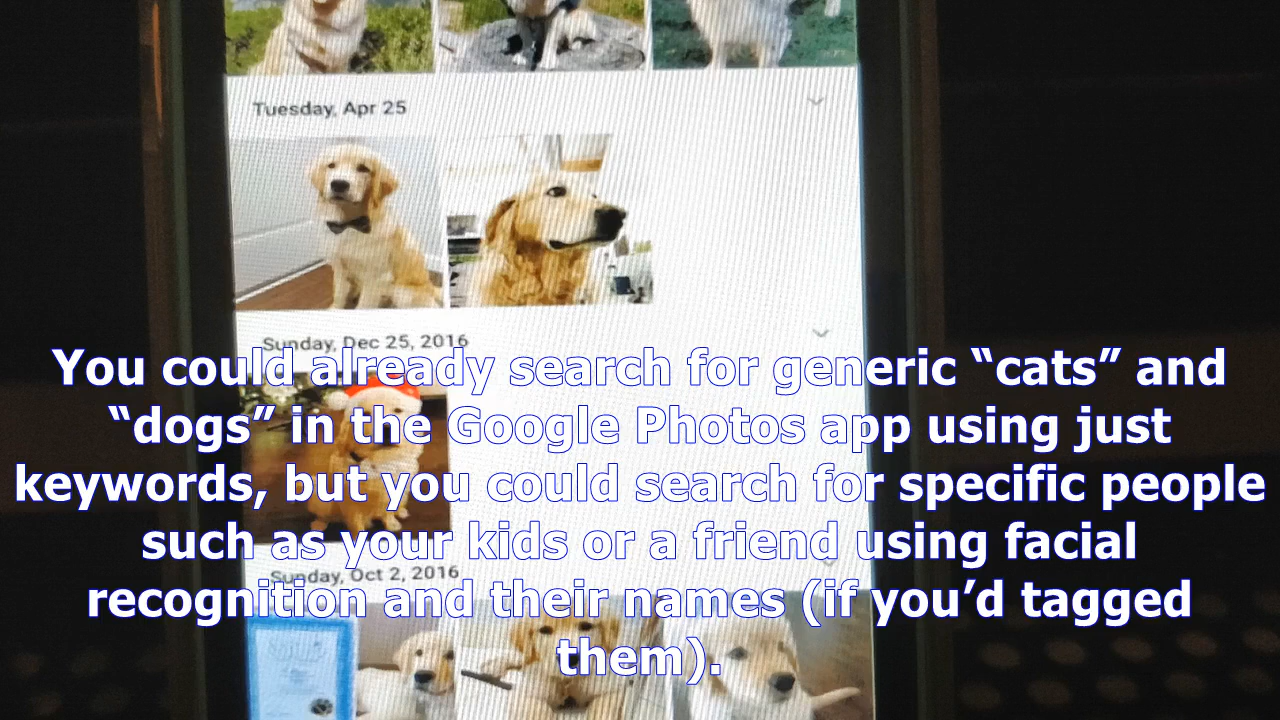 Tuesday, Apr 25
Sunday, Dec 25, 2016
You could already search for generic “cats” and
“dogs” in the Google Photos app using just
keywords, but you could search for specific people
such as your kids or a friend using facial
Sunday, Oct 2, 2016
recognition and their names (if you’d tagged
them).